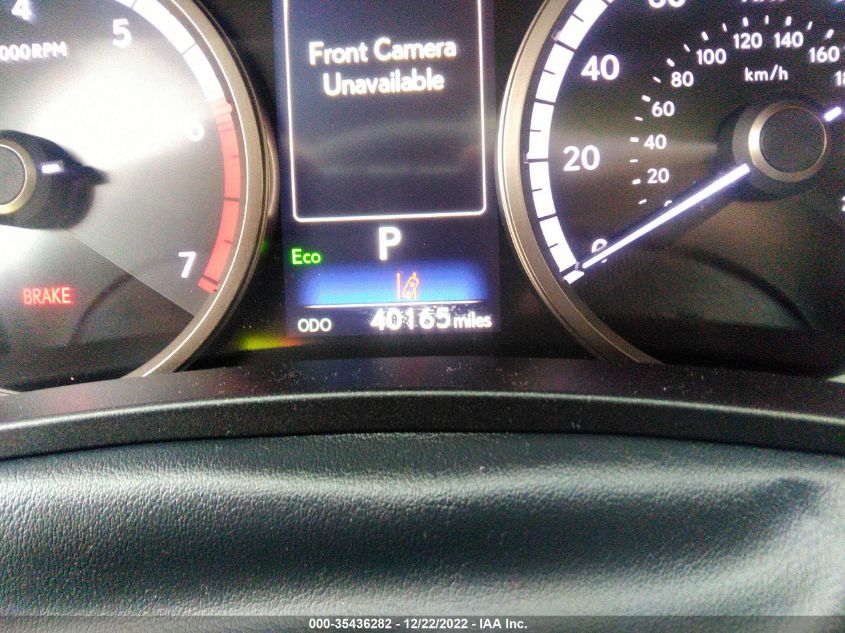 4
5
000RPM
6
7
BRAKE
Front Camera
Unavailable
P
Eco
ODO 40165 miles
40
20
0
100 120 140 160
80
60
40
20
km/h
000-35436282 - 12/22/2022 - IAA Inc.